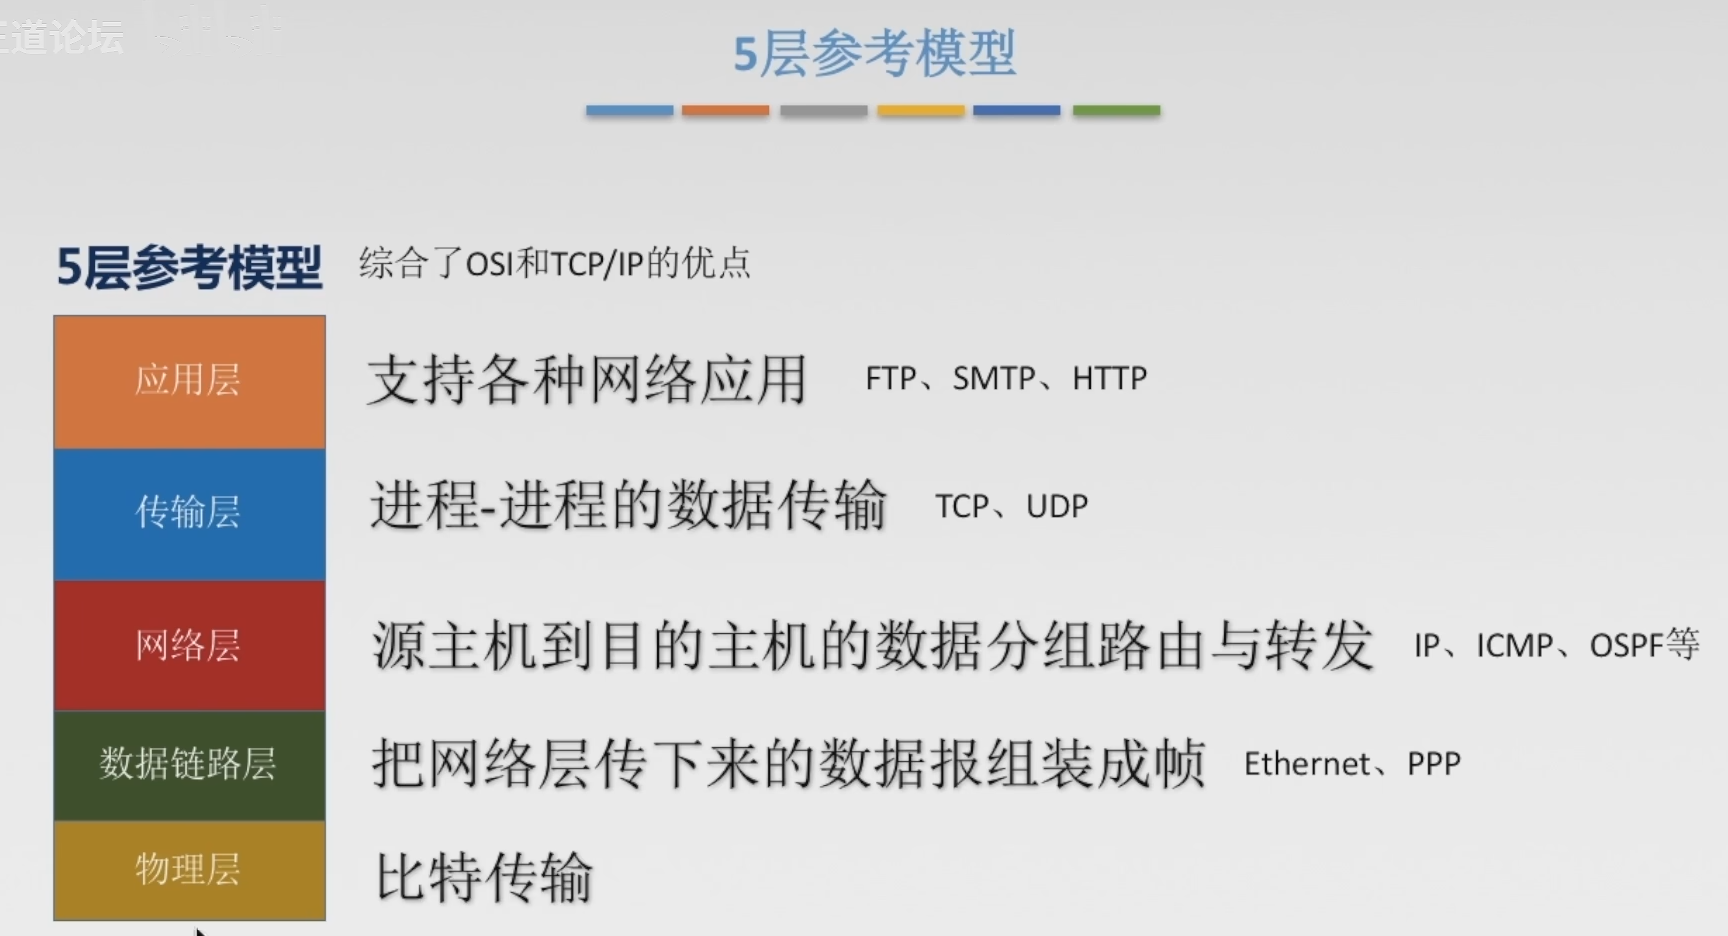 王道论坛
5层参考模型
5层参考模型 综合了OSI和TCP/IP的优点
应用层 支持各种网络应用 FTP、SMTP、HTTP
传输层 进程-进程的数据传输 TCP、UDP
网络层 源主机到目的主机的数据分组路由与转发 IP、ICMP、OSPF等
数据链路层 把网络层传下来的数据报组装成帧 Ethernet、PPP
物理层 比特传输